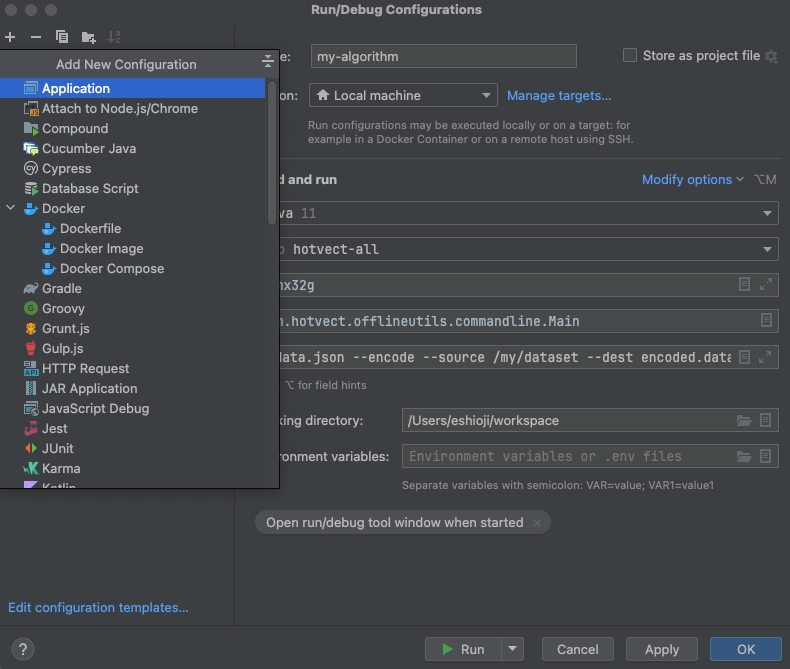 Run/Debug Configurations
Add New Configuration
Application
Attach to Node.js/Chrome
Compound
Cucumber Java
Cypress
Database Script
Docker
Dockerfile
Docker Image
Docker Compose
Gradle
Groovy
Grunt.js
Gulp.js
HTTP Request
JAR Application
JavaScript Debug
Jest
JUnit
Karma
Kotlin
Edit configuration templates...
e: my-algorithm
Store as project file
on: Local machine
Manage targets...
Run configurations may be executed locally or on a target: for
example in a Docker Container or on a remote host using SSH.
d and run
Modify options ⌥M
va 11
hotvect-all
mx32g
.hotvect.offlineutils.commandline.Main
data.json --encode --source /my/dataset --dest encoded.data
⌥ for field hints
king directory: /Users/eshioji/workspace
ronment variables: Environment variables or .env files
Separate variables with semicolon: VAR=value; VAR1=value1
Open run/debug tool window when started ×
? Run Cancel Apply OK